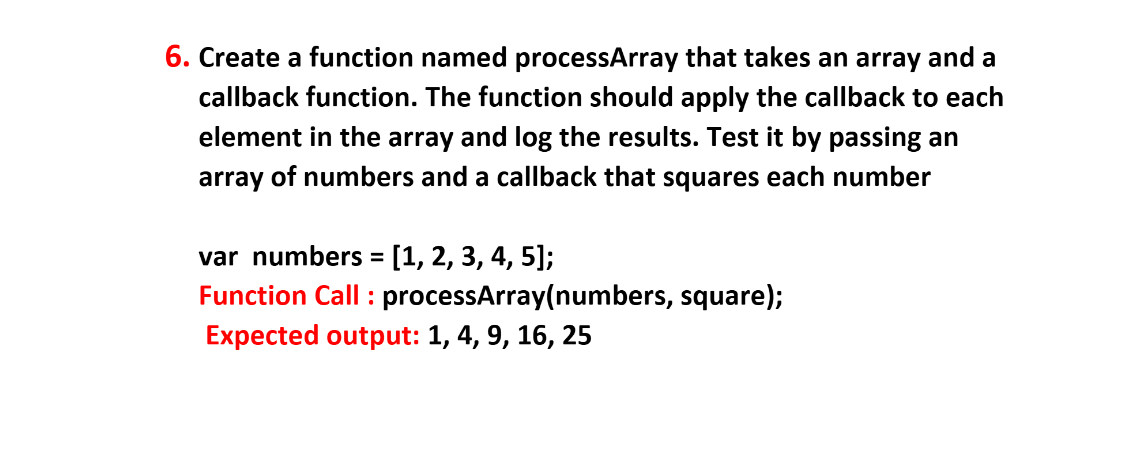 6. Create a function named processArray that takes an array and a
callback function. The function should apply the callback to each
element in the array and log the results. Test it by passing an
array of numbers and a callback that squares each number
var numbers = [1, 2, 3, 4, 5];
Function Call : processArray(numbers, square);
Expected output: 1, 4, 9, 16, 25